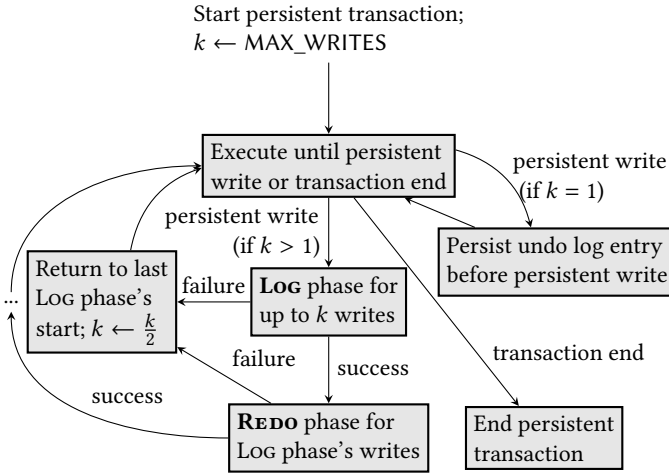 Start persistent transaction;
k ← MAX_WRITES
Execute until persistent
write or transaction end
persistent write
(if k = 1)
persistent write
(if k > 1)
Persist undo log entry
before persistent write
Return to last
LOG phase's
start; k ← k/2
...
failure
LOG phase for
up to k writes
failure
success
transaction end
success
REDO phase for
LOG phase's writes
End persistent
transaction